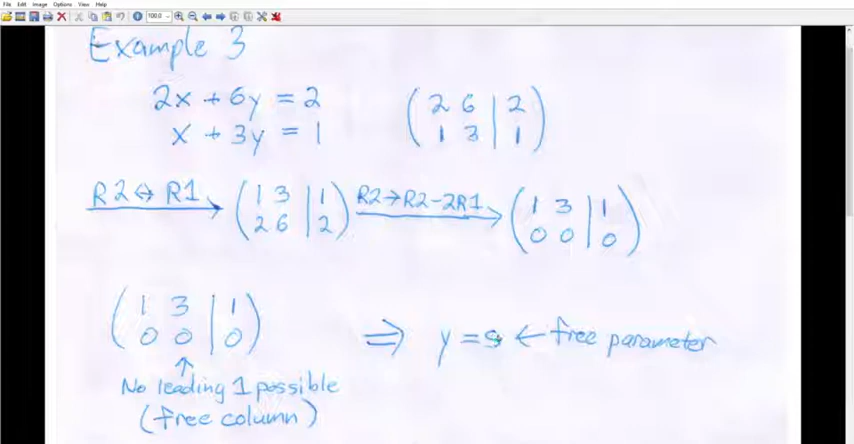 File Edit Image Options View Help
100.0
Example 3
2x + 6y = 2 ( 2 6 | 2 )
x + 3y = 1 ( 1 3 | 1 )
R2 ↔ R1 ( 1 3 | 1 ) R2→R2-2R1 ( 1 3 | 1 )
( 2 6 | 2 ) ( 0 0 | 0 )
( 1 3 | 1 )
( 0 0 | 0 ) ⇒ y = s ← free parameter
↑
No leading 1 possible
(free column)